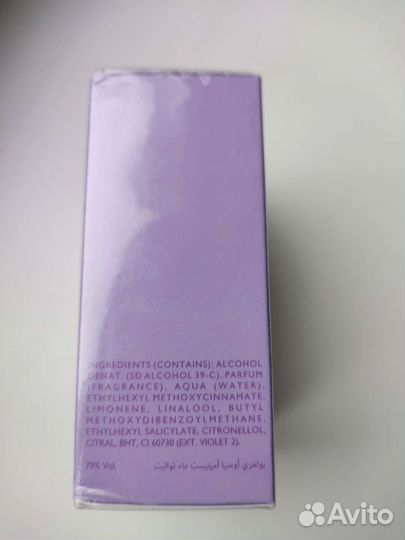 INGREDIENTS (CONTAINS): ALCOHOL
DENAT. (SD ALCOHOL 39-C), PARFUM
(FRAGRANCE), AQUA (WATER),
ETHYLHEXYL METHOXYCINNAMATE,
LIMONENE, LINALOOL, BUTYL
METHOXYDIBENZOYLMETHANE,
ETHYLHEXYL SALICYLATE, CITRONELLOL,
CITRAL, BHT, CI 60730 (EXT. VIOLET 2).
79% Vol.
بولغري أومنيا أميتيست ماء تواليت
Avito